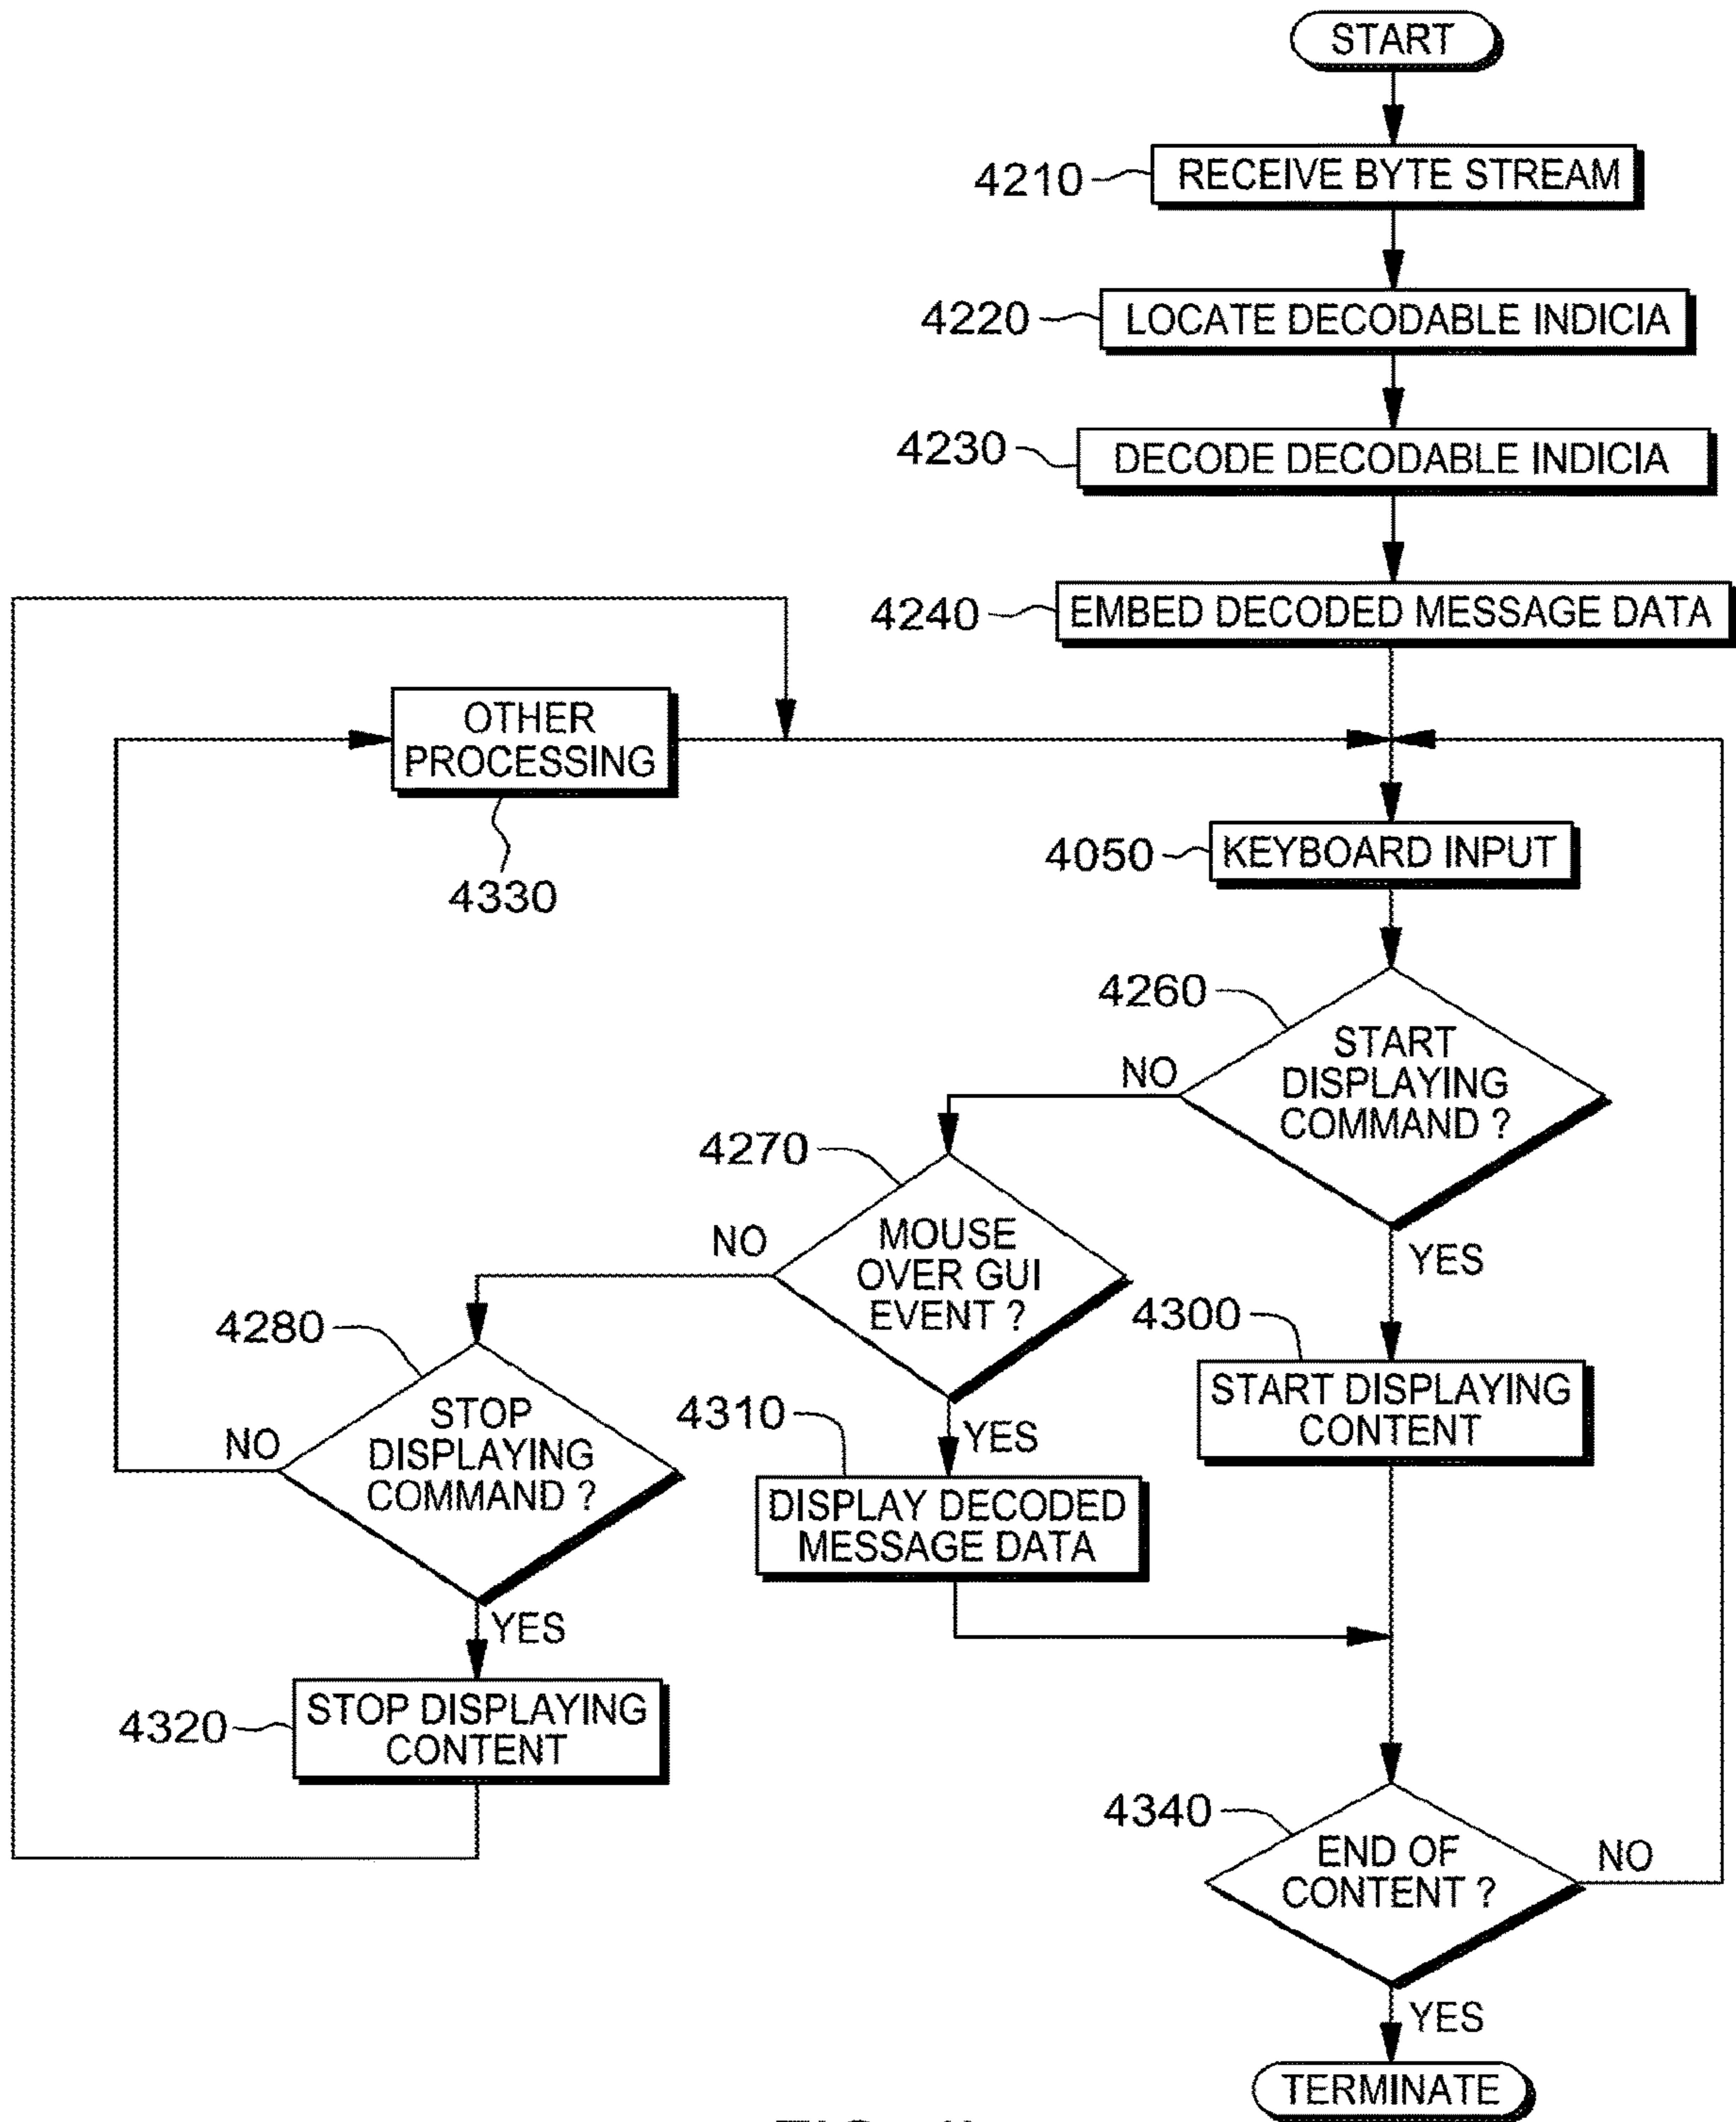 START
4210
RECEIVE BYTE STREAM
4220
LOCATE DECODABLE INDICIA
4230
DECODE DECODABLE INDICIA
4240
EMBED DECODED MESSAGE DATA
OTHER
PROCESSING
4330
4050
KEYBOARD INPUT
4260
START
DISPLAYING
COMMAND ?
NO
YES
4270
MOUSE
OVER GUI
EVENT ?
NO
YES
4280
STOP
DISPLAYING
COMMAND ?
NO
YES
4300
START DISPLAYING
CONTENT
4310
DISPLAY DECODED
MESSAGE DATA
4320
STOP DISPLAYING
CONTENT
4340
END OF
CONTENT ?
NO
YES
TERMINATE